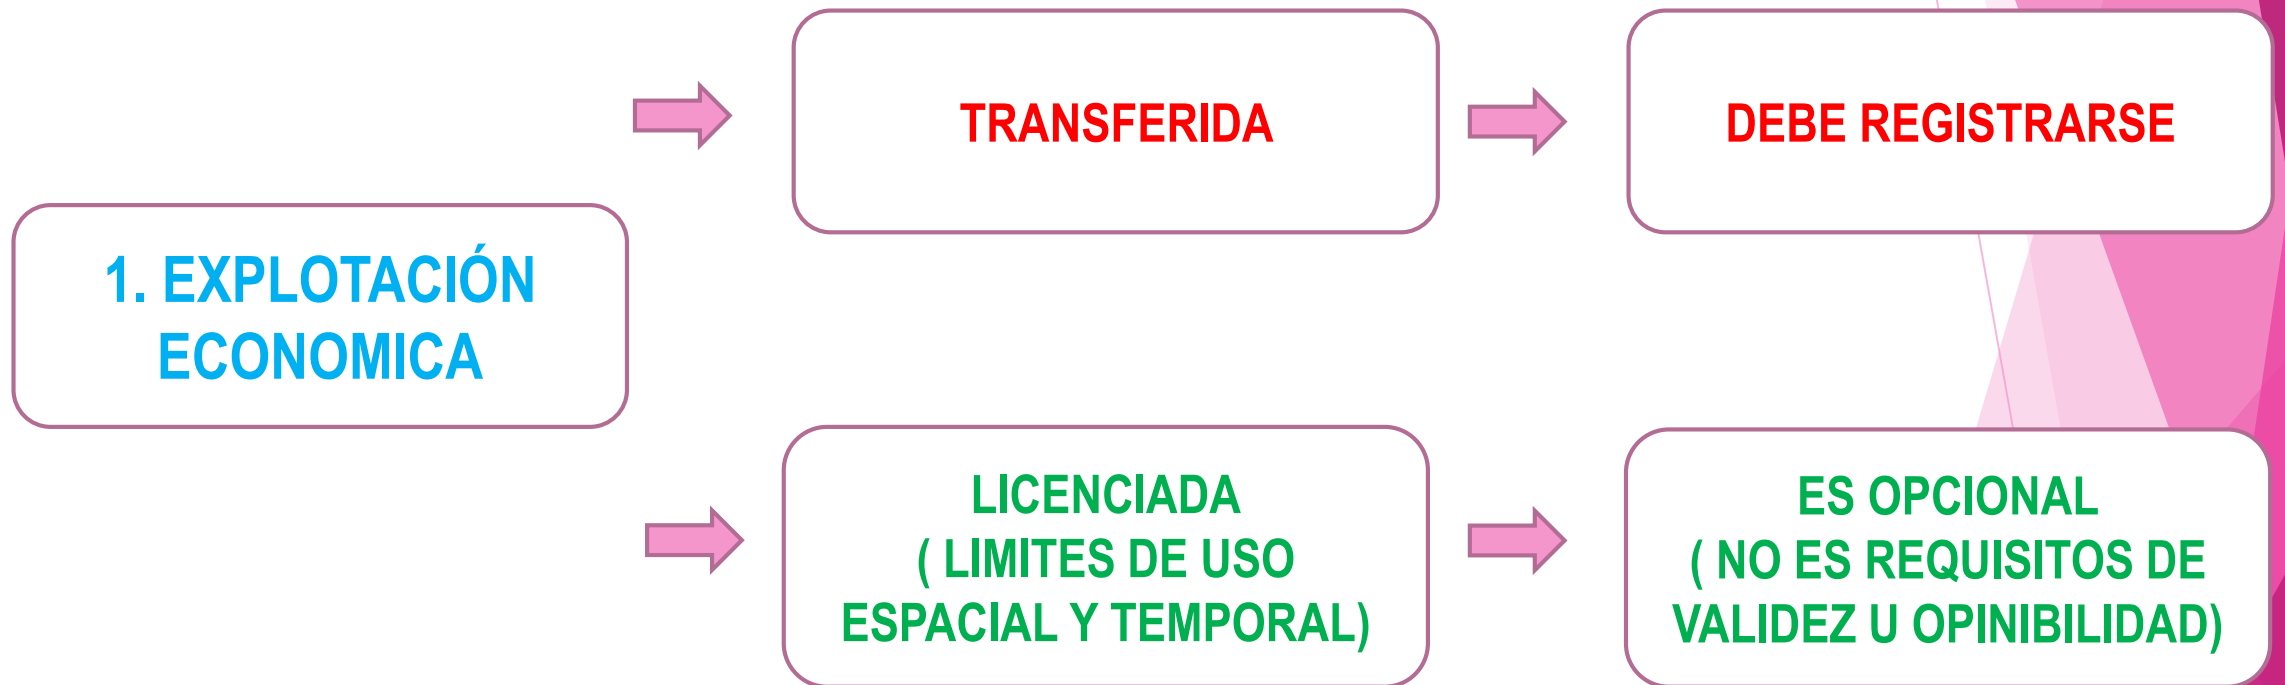 1. EXPLOTACIÓN
ECONOMICA
TRANSFERIDA
DEBE REGISTRARSE
LICENCIADA
( LIMITES DE USO
ESPACIAL Y TEMPORAL)
ES OPCIONAL
( NO ES REQUISITOS DE
VALIDEZ U OPINIBILIDAD)